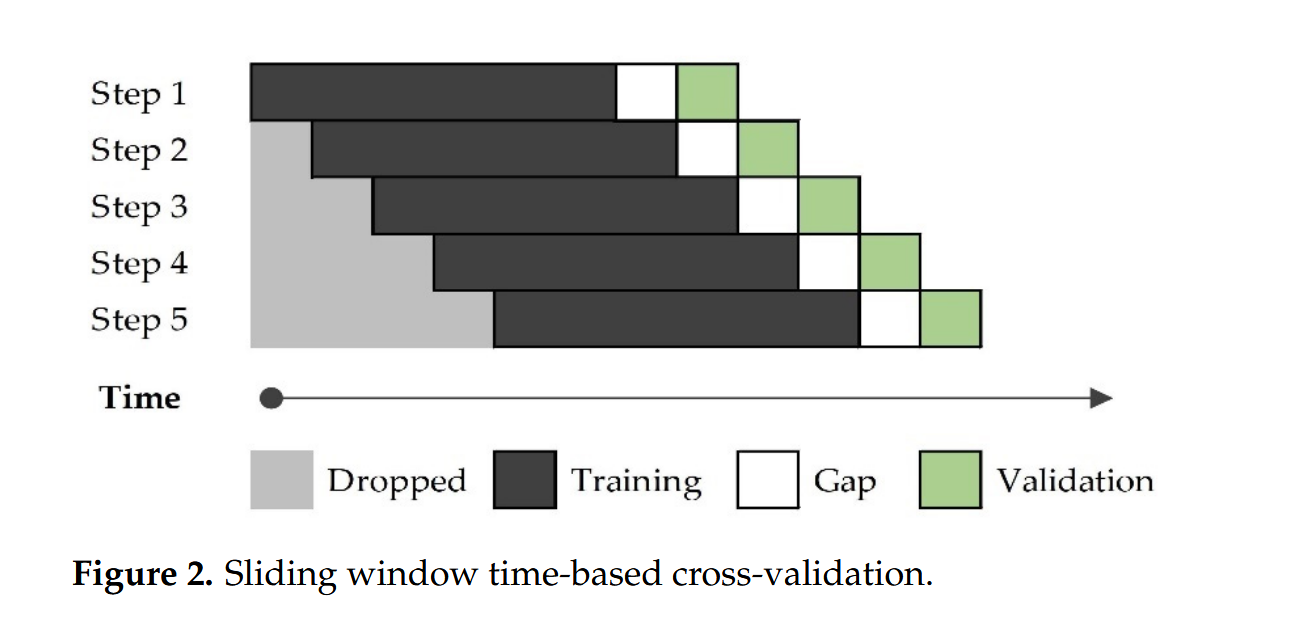 Step 1
Step 2
Step 3
Step 4
Step 5
Time
Dropped Training Gap Validation
Figure 2. Sliding window time-based cross-validation.